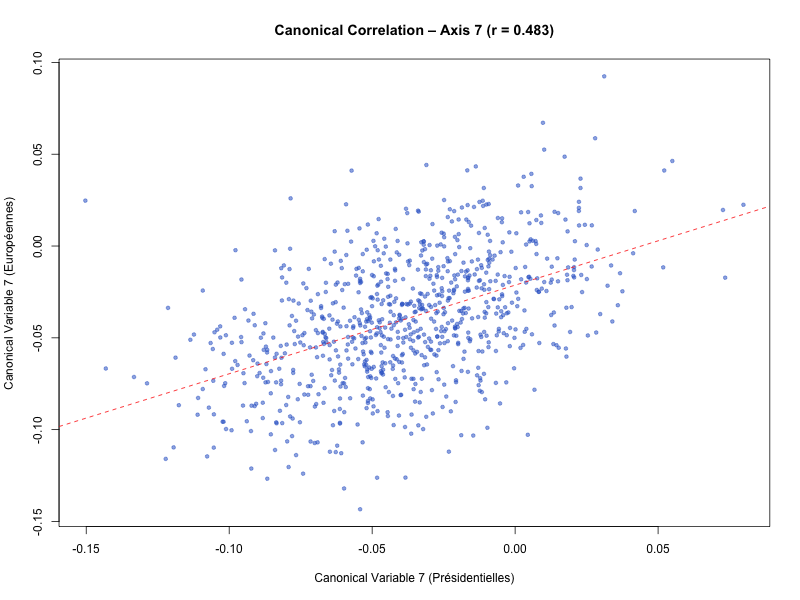 Canonical Correlation – Axis 7 (r = 0.483)
Canonical Variable 7 (Européennes)
0.10
0.05
0.00
-0.05
-0.10
-0.15
-0.15 -0.10 -0.05 0.00 0.05
Canonical Variable 7 (Présidentielles)